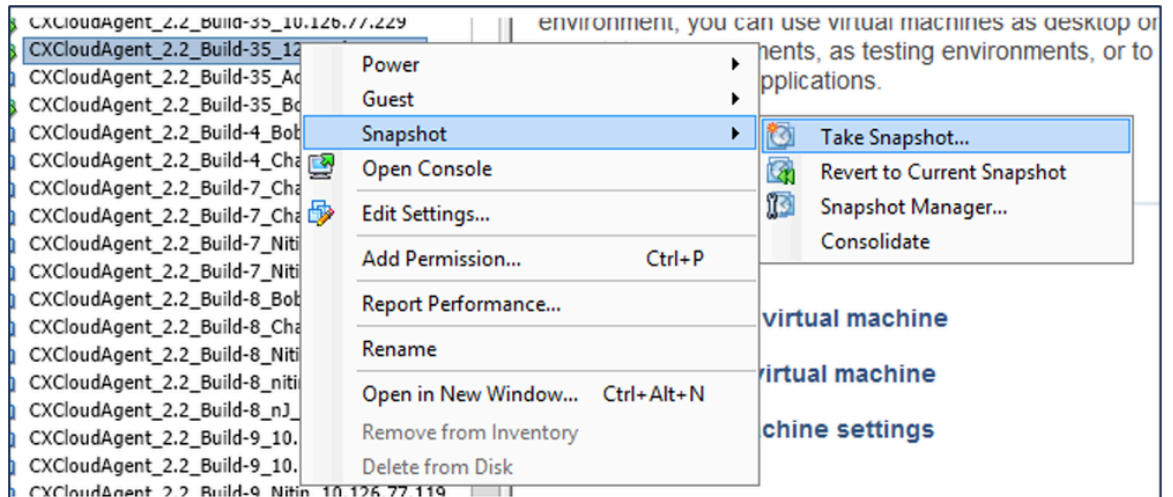 CXCloudAgent_2.2_Build-35_10.126.77.229
CXCloudAgent_2.2_Build-35_12
CXCloudAgent_2.2_Build-35_Ad
CXCloudAgent_2.2_Build-35_Bo
CXCloudAgent_2.2_Build-4_Bob
CXCloudAgent_2.2_Build-4_Cha
CXCloudAgent_2.2_Build-7_Cha
CXCloudAgent_2.2_Build-7_Cha
CXCloudAgent_2.2_Build-7_Niti
CXCloudAgent_2.2_Build-7_Niti
CXCloudAgent_2.2_Build-8_Bob
CXCloudAgent_2.2_Build-8_Cha
CXCloudAgent_2.2_Build-8_Niti
CXCloudAgent_2.2_Build-8_niti
CXCloudAgent_2.2_Build-8_nJ_
CXCloudAgent_2.2_Build-9_10.
CXCloudAgent_2.2_Build-9_10.
CXCloudAgent_2.2_Build-9_Nitin_10.126.77.119
Power
Guest
Snapshot
Open Console
Edit Settings...
Add Permission... Ctrl+P
Report Performance...
Rename
Open in New Window... Ctrl+Alt+N
Remove from Inventory
Delete from Disk
environment, you can use virtual machines as desktop or
ments, as testing environments, or to
pplications.
Take Snapshot...
Revert to Current Snapshot
Snapshot Manager...
Consolidate
virtual machine
virtual machine
chine settings